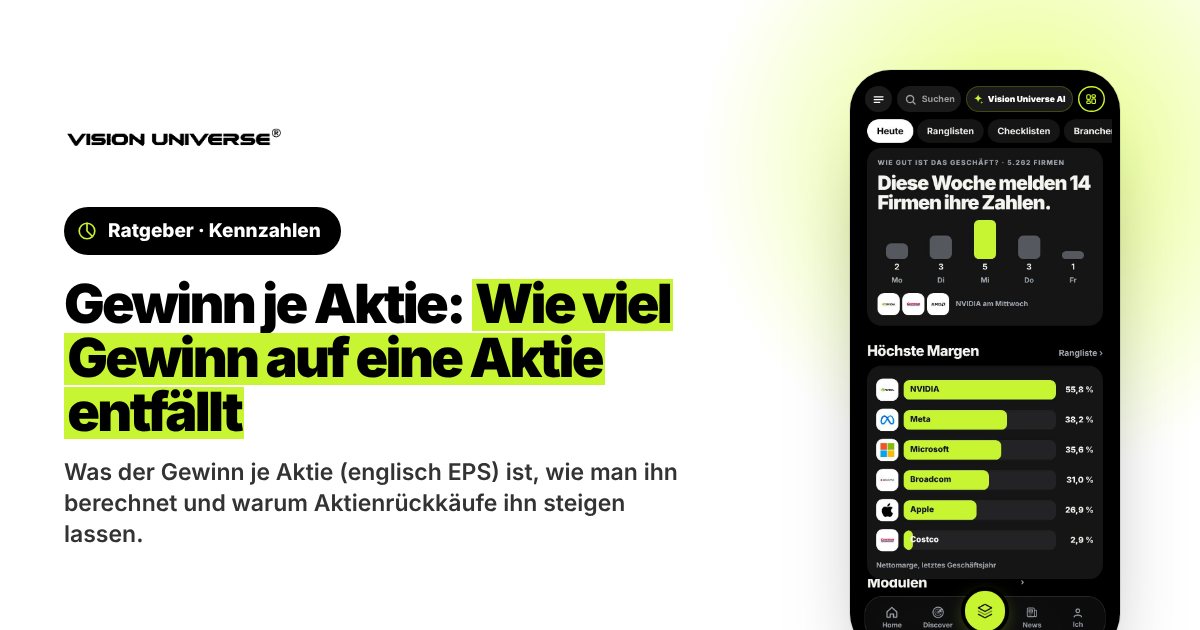 VISION UNIVERSE®
Ratgeber · Kennzahlen
Gewinn je Aktie: Wie viel
Gewinn auf eine Aktie
entfällt
Was der Gewinn je Aktie (englisch EPS) ist, wie man ihn
berechnet und warum Aktienrückkäufe ihn steigen
lassen.
Suchen
Vision Universe AI
Heute
Ranglisten
Checklisten
Branchen
WIE GUT IST DAS GESCHÄFT? · 5.262 FIRMEN
Diese Woche melden 14
Firmen ihre Zahlen.
2 3 5 3 1
Mo Di Mi Do Fr
AMD
NVIDIA am Mittwoch
Höchste Margen
Rangliste ›
NVIDIA 55,8 %
Meta 38,2 %
Microsoft 35,6 %
Broadcom 31,0 %
Apple 26,9 %
Costco 2,9 %
Nettomarge, letztes Geschäftsjahr
Modulen ›
Home Discover News Ich